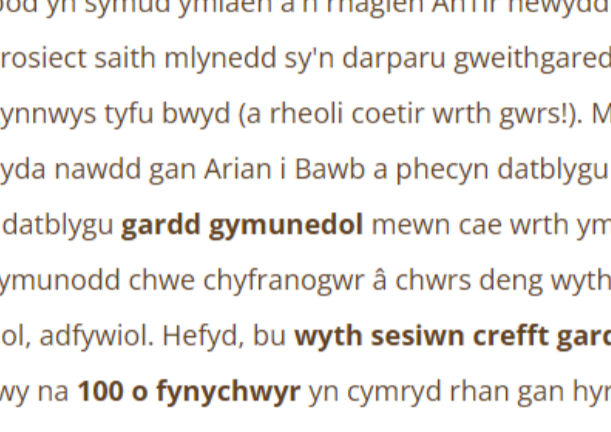 yn symud ymlaen a'n rhaglen AnTir newydd
rosiect saith mlynedd sy'n darparu gweithgared
ynnwys tyfu bwyd (a rheoli coetir wrth gwrs!). M
yda nawdd gan Arian i Bawb a phecyn datblygu
datblygu gardd gymunedol mewn cae wrth ym
ymunodd chwe chyfranogwr â chwrs deng wyth
ol, adfywiol. Hefyd, bu wyth sesiwn crefft gard
wy na 100 o fynychwyr yn cymryd rhan gan hyr